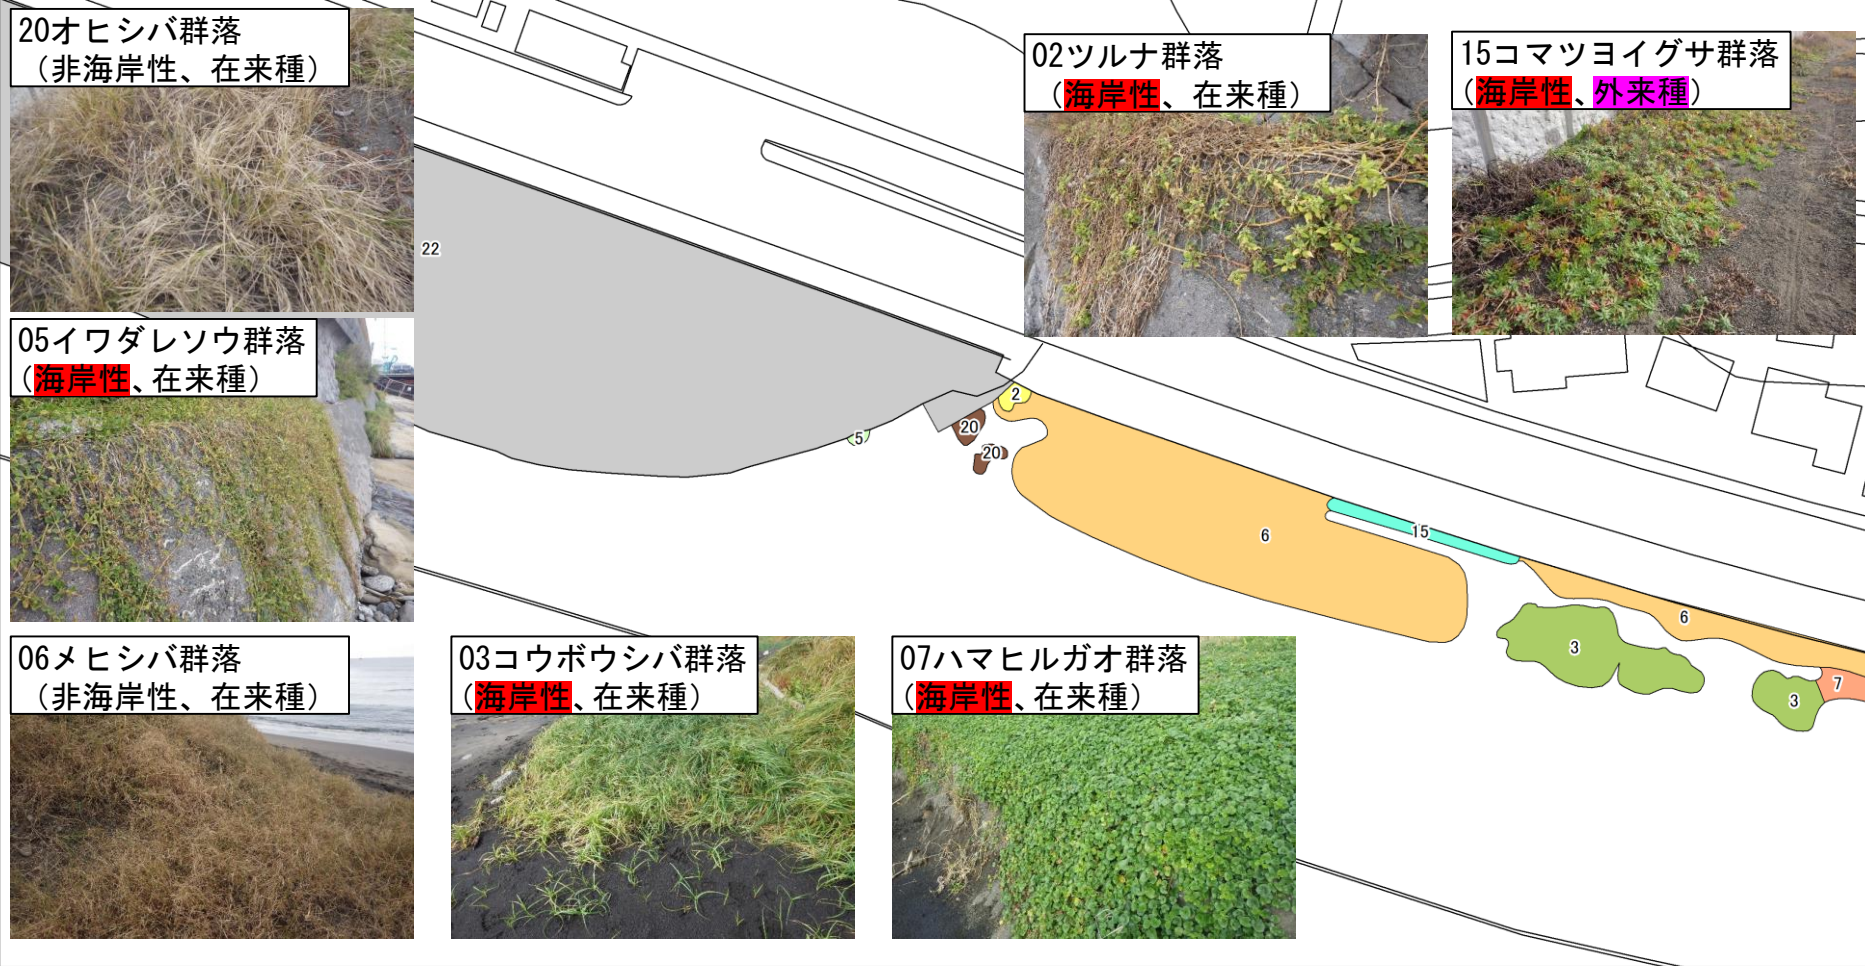 20オヒシバ群落
（非海岸性、在来種）
02ツルナ群落
（海岸性、在来種）
15コマツヨイグサ群落
（海岸性、外来種）
05イワダレソウ群落
（海岸性、在来種）
06メヒシバ群落
（非海岸性、在来種）
03コウボウシバ群落
（海岸性、在来種）
07ハマヒルガオ群落
（海岸性、在来種）
22
2
5
20
20
6
15
6
3
3
7